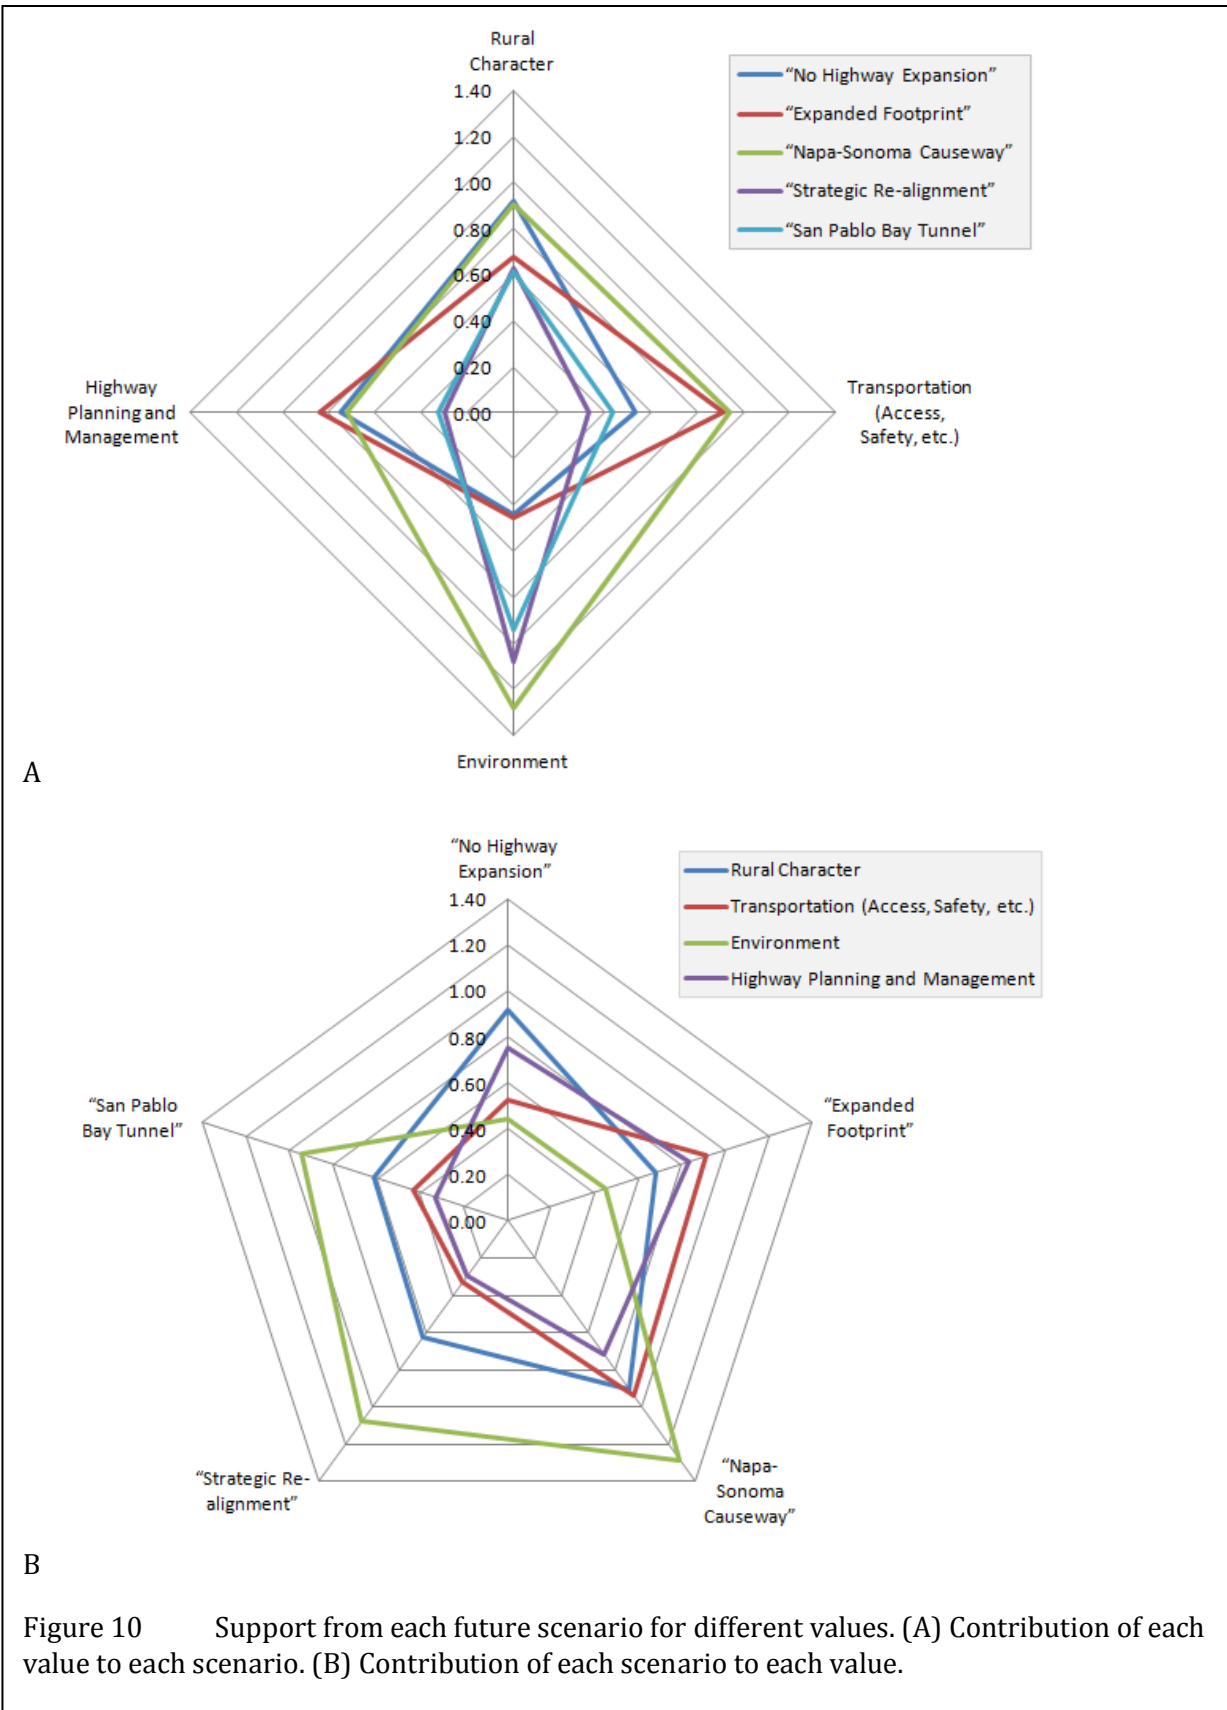 Rural
Character
1.40
1.20
1.00
0.80
0.60
0.40
0.20
0.00
“No Highway Expansion”
“Expanded Footprint”
“Napa-Sonoma Causeway”
“Strategic Re-alignment”
“San Pablo Bay Tunnel”
Highway
Planning and
Management
Transportation
(Access,
Safety, etc.)
Environment
A
“No Highway
Expansion”
1.40
1.20
1.00
0.80
0.60
0.40
0.20
0.00
Rural Character
Transportation (Access, Safety, etc.)
Environment
Highway Planning and Management
“San Pablo
Bay Tunnel”
“Expanded
Footprint”
“Strategic Re-
alignment”
“Napa-
Sonoma
Causeway”
B
Figure 10 Support from each future scenario for different values. (A) Contribution of each
value to each scenario. (B) Contribution of each scenario to each value.